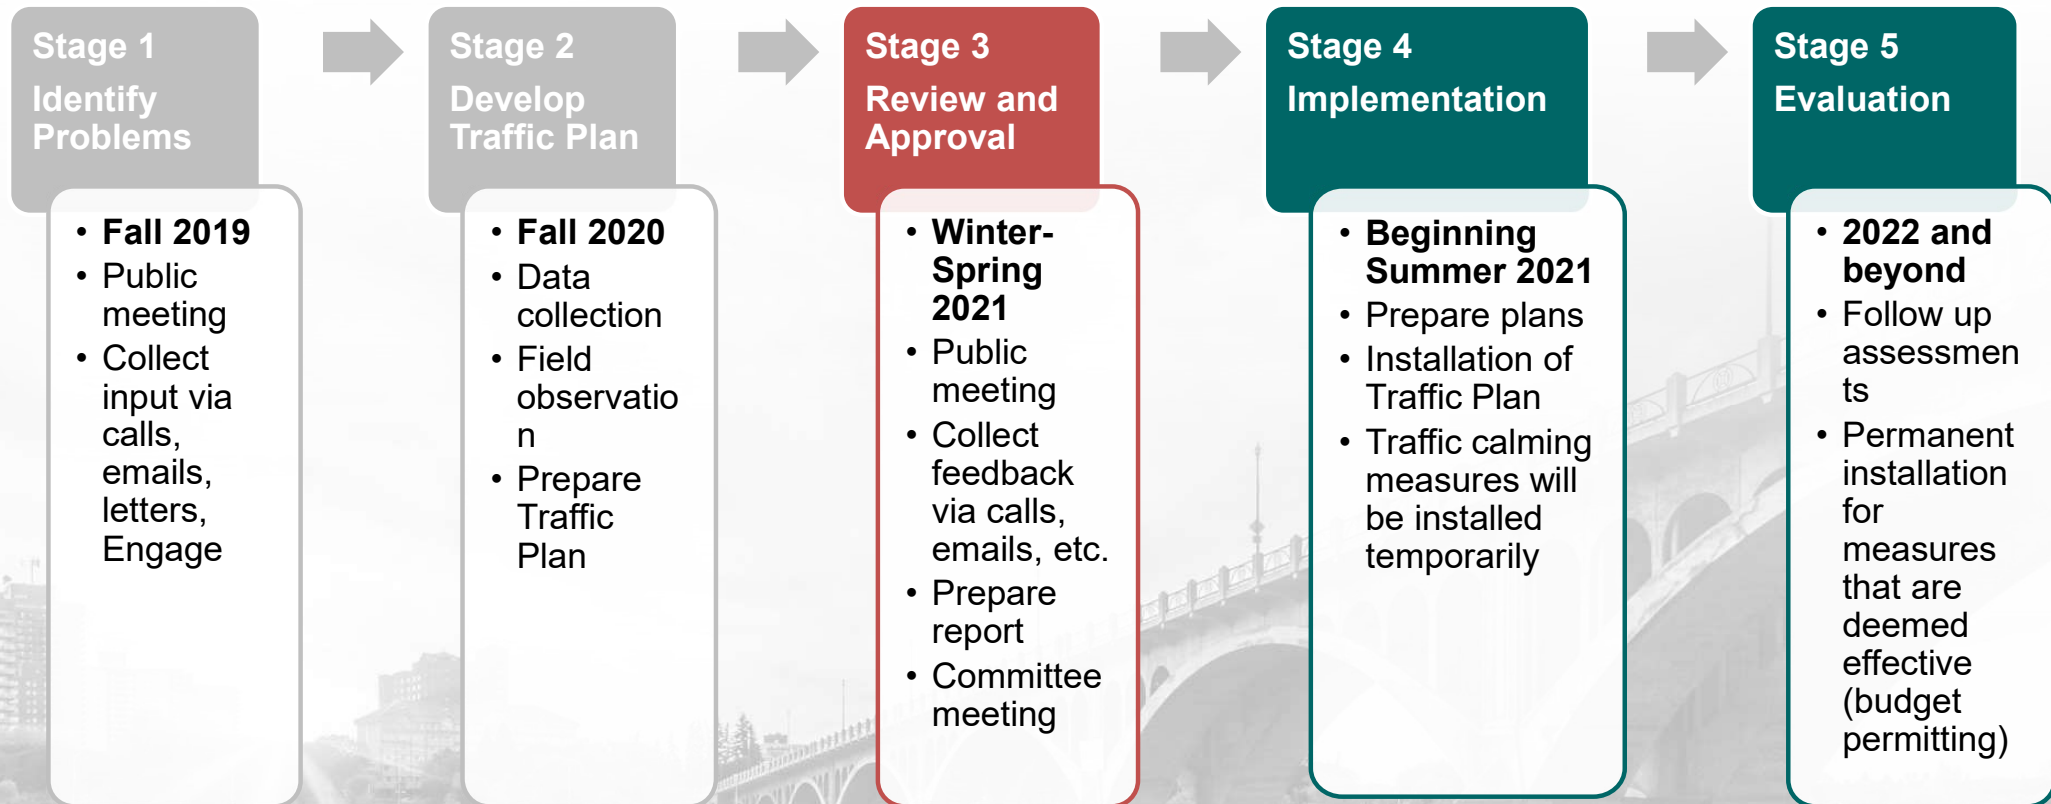 Stage 1
Identify
Problems
• Fall 2019
• Public
meeting
• Collect
input via
calls,
emails,
letters,
Engage
Stage 2
Develop
Traffic Plan
• Fall 2020
• Data
collection
• Field
observatio
n
• Prepare
Traffic
Plan
Stage 3
Review and
Approval
• Winter-
Spring
2021
• Public
meeting
• Collect
feedback
via calls,
emails, etc.
• Prepare
report
• Committee
meeting
Stage 4
Implementation
• Beginning
Summer 2021
• Prepare plans
• Installation of
Traffic Plan
• Traffic calming
measures will
be installed
temporarily
Stage 5
Evaluation
• 2022 and
beyond
• Follow up
assessmen
ts
• Permanent
installation
for
measures
that are
deemed
effective
(budget
permitting)